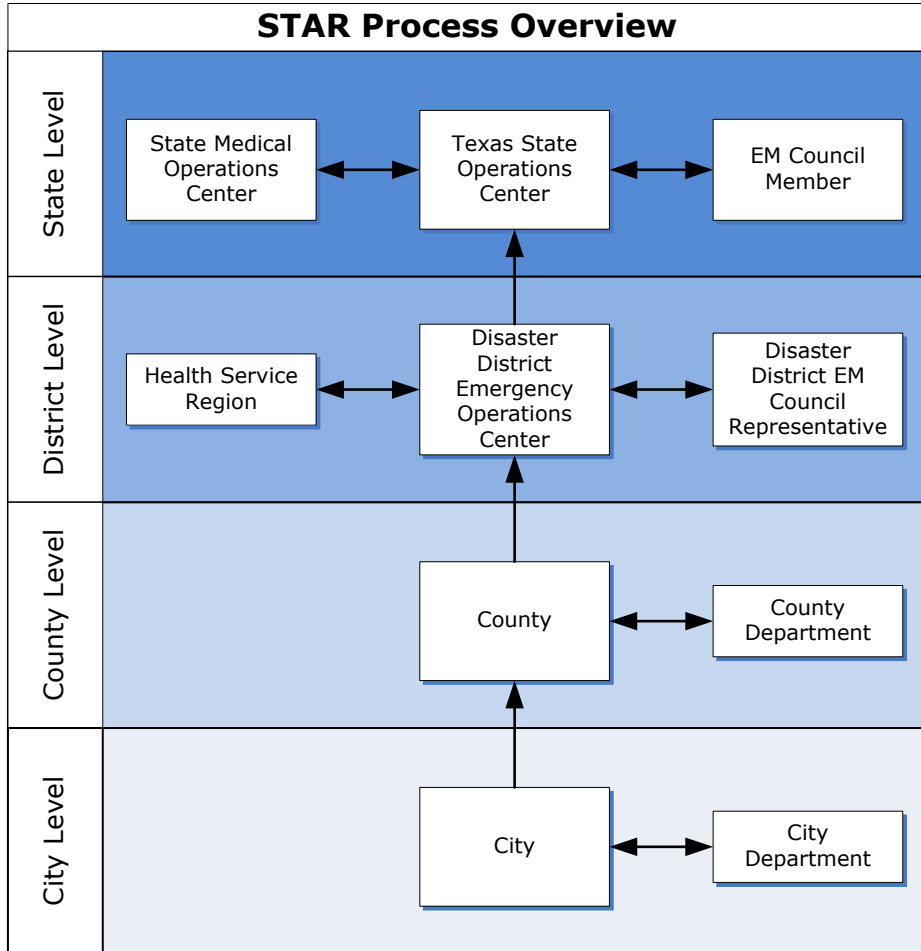 STAR Process Overview
State Level
State Medical
Operations
Center
Texas State
Operations
Center
EM Council
Member
District Level
Health Service
Region
Disaster
District
Emergency
Operations
Center
Disaster
District EM
Council
Representative
County Level
County
County
Department
City Level
City
City
Department